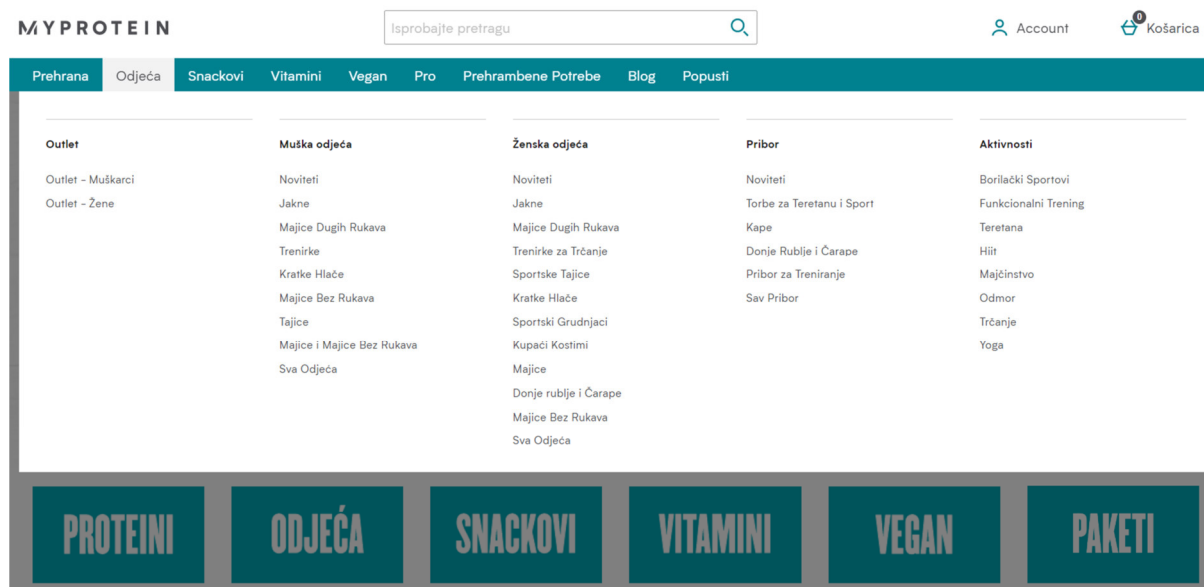 MYPROTEIN
Isprobajte pretragu
Account
0
Košarica
Prehrana Odjeća Snackovi Vitamini Vegan Pro Prehrambene Potrebe Blog Popusti
Outlet
Outlet – Muškarci
Outlet – Žene
Muška odjeća
Noviteti
Jakne
Majice Dugih Rukava
Trenirke
Kratke Hlače
Majice Bez Rukava
Tajice
Majice i Majice Bez Rukava
Sva Odjeća
Ženska odjeća
Noviteti
Jakne
Majice Dugih Rukava
Trenirke za Trčanje
Sportske Tajice
Kratke Hlače
Sportski Grudnjaci
Kupaći Kostimi
Majice
Donje rublje i Čarape
Majice Bez Rukava
Sva Odjeća
Pribor
Noviteti
Torbe za Teretanu i Sport
Kape
Donje Rublje i Čarape
Pribor za Treniranje
Sav Pribor
Aktivnosti
Borilački Sportovi
Funkcionalni Trening
Teretana
Hiit
Majčinstvo
Odmor
Trčanje
Yoga
PROTEINI ODJEĆA SNACKOVI VITAMINI VEGAN PAKETI